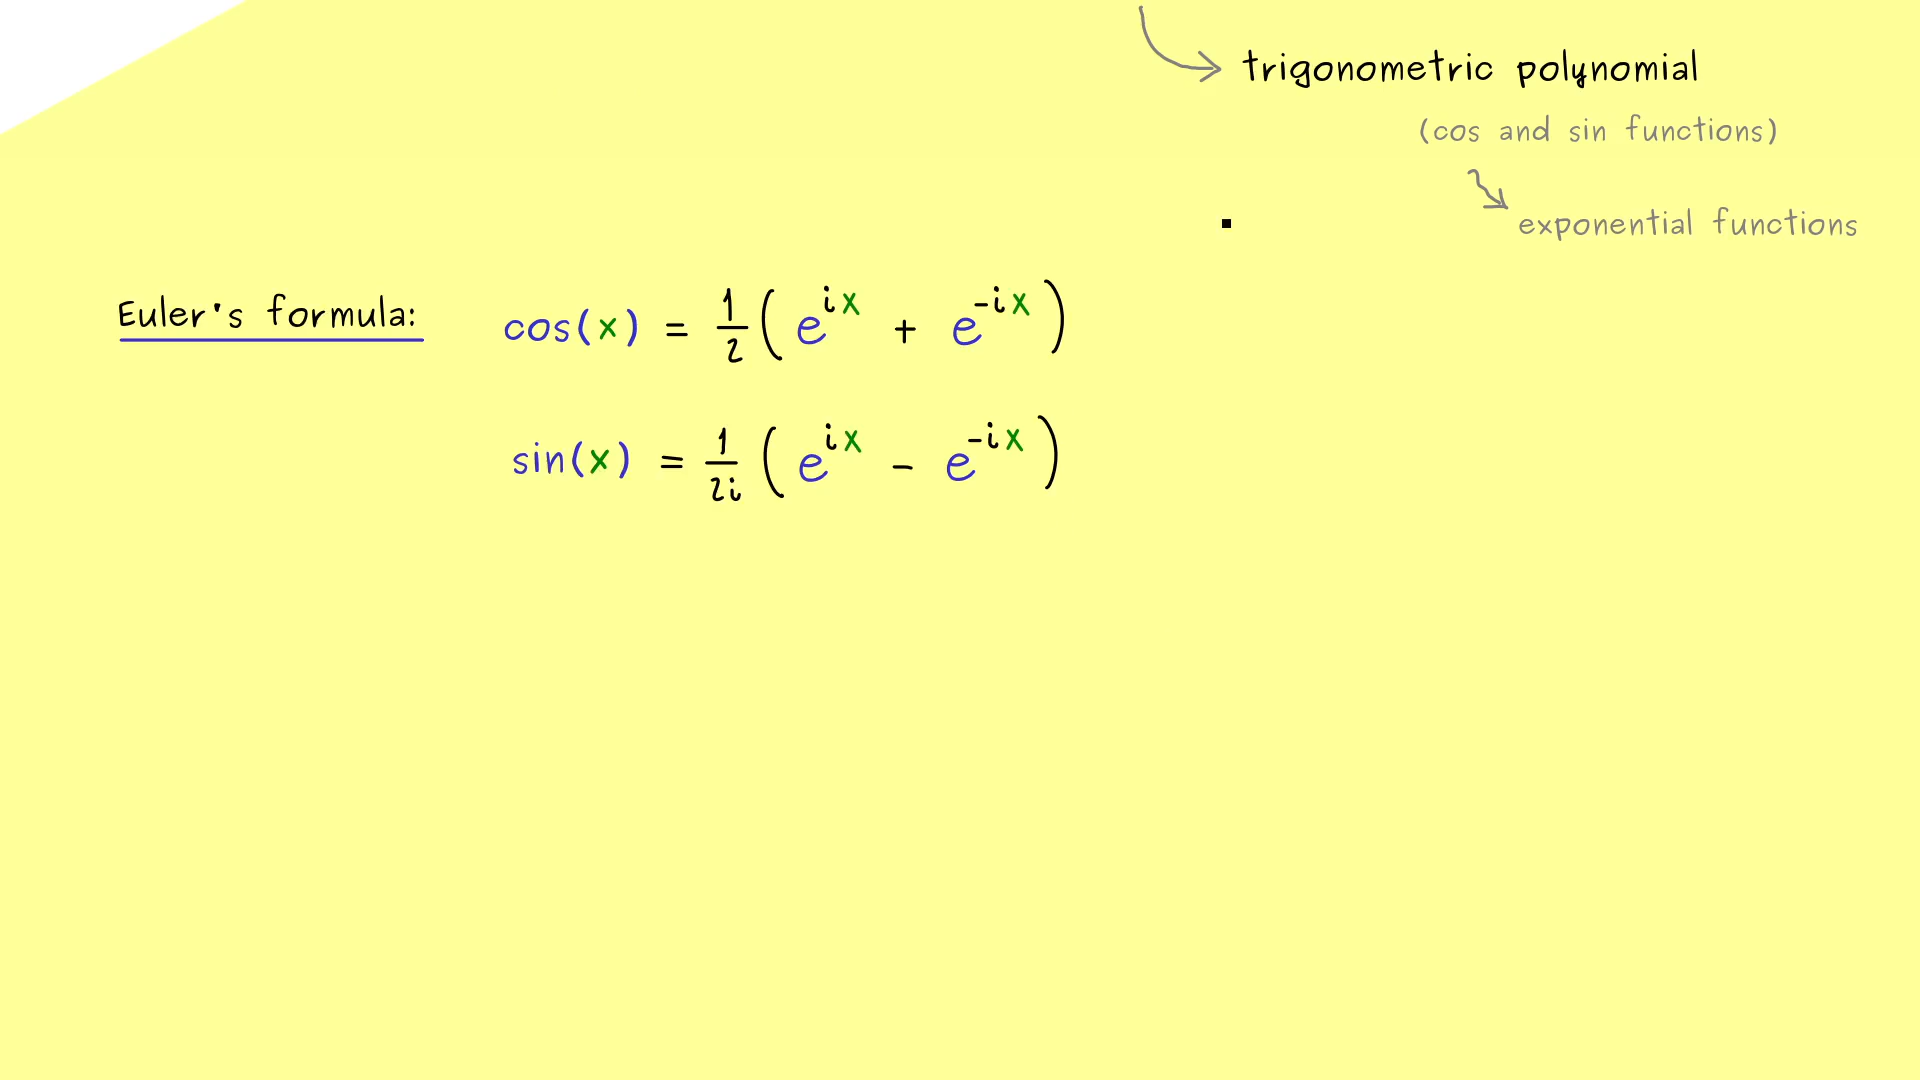 trigonometric polynomial
(cos and sin functions)
exponential functions
Euler's formula: cos(x) = 1/2 ( e^{ix} + e^{-ix} )
sin(x) = 1/2i ( e^{ix} - e^{-ix} )